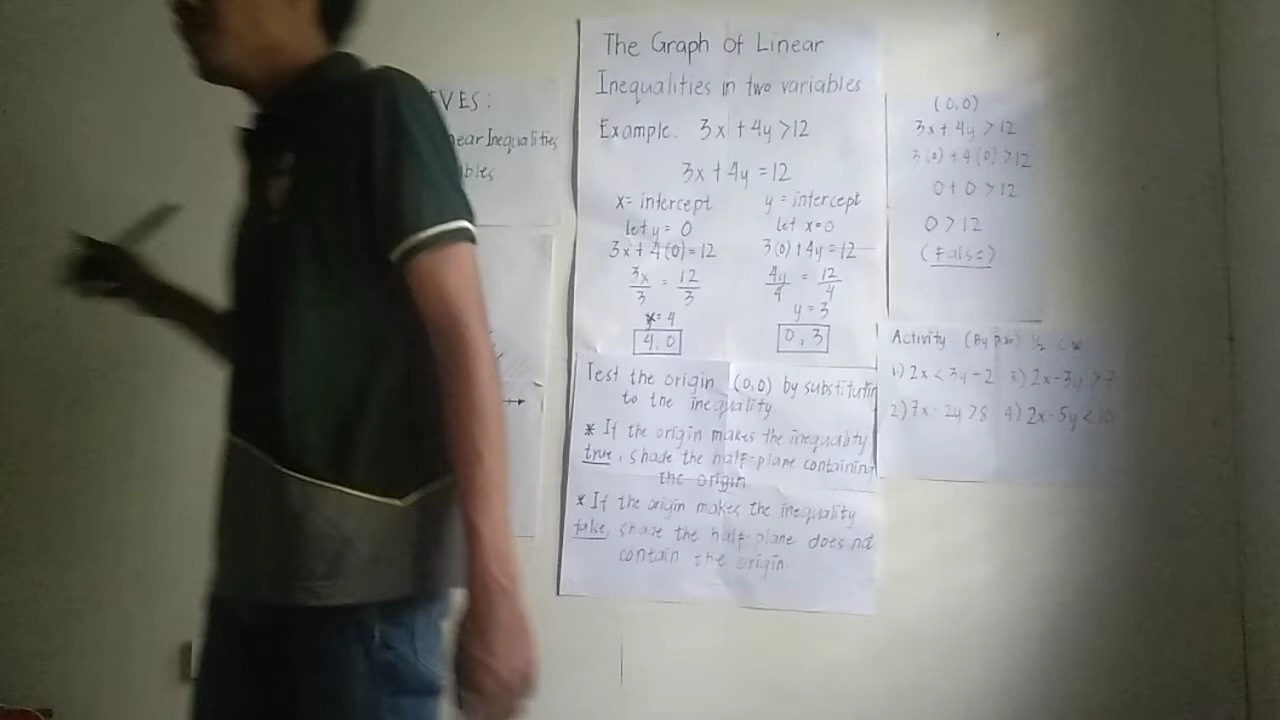 VES:
near Inequalities
bles
The Graph of Linear
Inequalities in two variables
Example. 3x + 4y > 12
3x + 4y = 12
x = intercept
let y = 0
3x + 4(0) = 12
3x/3 = 12/3
x = 4
4, 0
y = intercept
let x = 0
3(0) + 4y = 12
4y/4 = 12/4
y = 3
0, 3
Test the origin (0,0) by substitutin
to the inequality
* If the origin makes the inequality
true, shade the half-plane containing
the origin
* If the origin makes the inequality
false, shade the half-plane does not
contain the origin
(0,0)
3x + 4y > 12
3(0) + 4(0) > 12
0 + 0 > 12
0 > 12
(False)
Activity (By pair) 1/2 CW
1) 2x < 3y - 2 3) 2x - 3y > 7
2) 7x - 2y > 8 4) 2x - 5y < 10